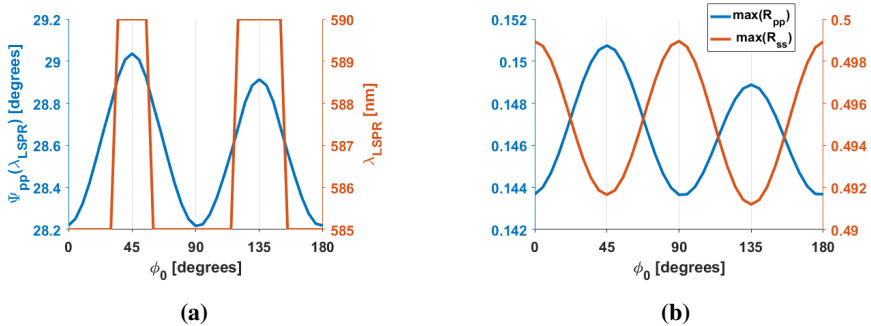 29.2
29
28.8
28.6
28.4
28.2
Ψpp(λLSPR) [degrees]
590
589
588
587
586
585
λLSPR [nm]
0 45 90 135 180
ϕ0 [degrees]
(a)
0.152
0.15
0.148
0.146
0.144
0.142
max(Rpp)
max(Rss)
0.5
0.498
0.496
0.494
0.492
0.49
0 45 90 135 180
ϕ0 [degrees]
(b)